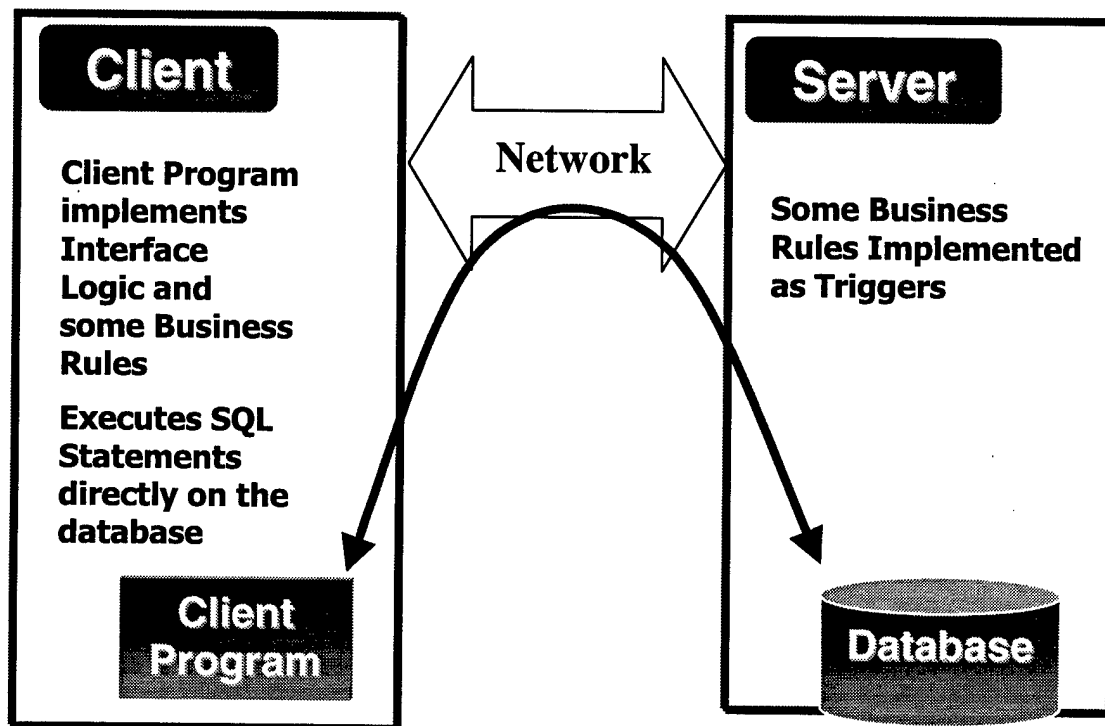 Client
Client Program
implements
Interface
Logic and
some Business
Rules
Executes SQL
Statements
directly on the
database
Client
Program
Network
Server
Some Business
Rules Implemented
as Triggers
Database